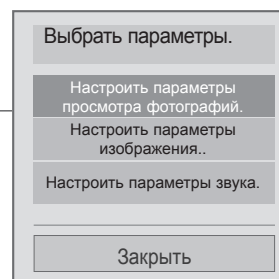 Выбрать параметры.
Настроить параметры
просмотра фотографий.
Настроить параметры
изображения..
Настроить параметры звука.
Закрыть